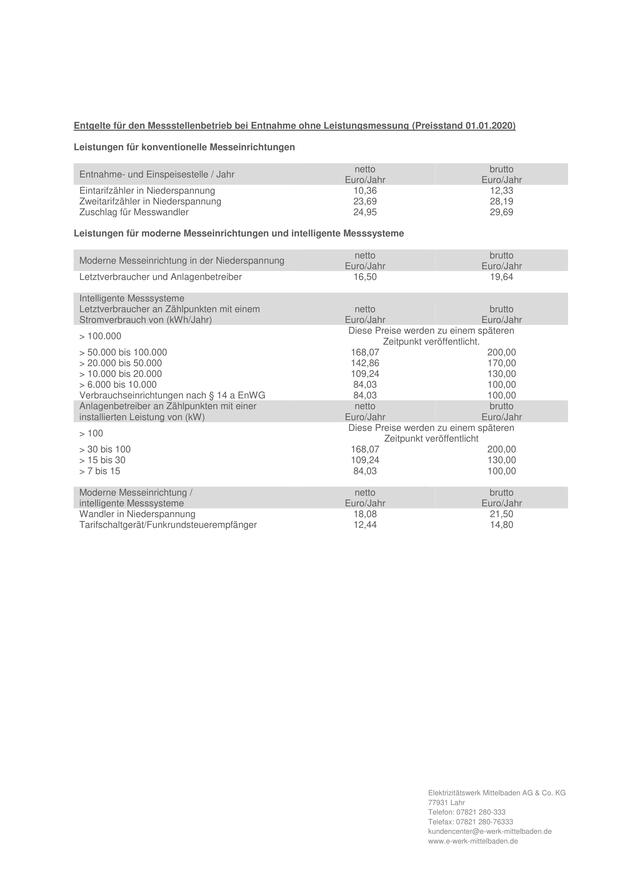 Entgelte für den Messstellenbetrieb bei Entnahme ohne Leistungsmessung (Preisstand 01.01.2020)
Leistungen für konventionelle Messeinrichtungen
Entnahme- und Einspeisestelle / Jahr netto Euro/Jahr brutto Euro/Jahr
Eintarifzähler in Niederspannung 10,36 12,33
Zweitarifzähler in Niederspannung 23,69 28,19
Zuschlag für Messwandler 24,95 29,69
Leistungen für moderne Messeinrichtungen und intelligente Messsysteme
Moderne Messeinrichtung in der Niederspannung netto Euro/Jahr brutto Euro/Jahr
Letztverbraucher und Anlagenbetreiber 16,50 19,64
Intelligente Messsysteme
Letztverbraucher an Zählpunkten mit einem netto brutto
Stromverbrauch von (kWh/Jahr) Euro/Jahr Euro/Jahr
> 100.000 Diese Preise werden zu einem späteren
Zeitpunkt veröffentlicht.
> 50.000 bis 100.000 168,07 200,00
> 20.000 bis 50.000 142,86 170,00
> 10.000 bis 20.000 109,24 130,00
> 6.000 bis 10.000 84,03 100,00
Verbrauchseinrichtungen nach § 14 a EnWG 84,03 100,00
Anlagenbetreiber an Zählpunkten mit einer netto brutto
installierten Leistung von (kW) Euro/Jahr Euro/Jahr
> 100 Diese Preise werden zu einem späteren
Zeitpunkt veröffentlicht
> 30 bis 100 168,07 200,00
> 15 bis 30 109,24 130,00
> 7 bis 15 84,03 100,00
Moderne Messeinrichtung / netto brutto
intelligente Messsysteme Euro/Jahr Euro/Jahr
Wandler in Niederspannung 18,08 21,50
Tarifschaltgerät/Funkrundsteuerempfänger 12,44 14,80
Elektrizitätswerk Mittelbaden AG & Co. KG
77931 Lahr
Telefon: 07821 280-333
Telefax: 07821 280-76333
kundencenter@e-werk-mittelbaden.de
www.e-werk-mittelbaden.de